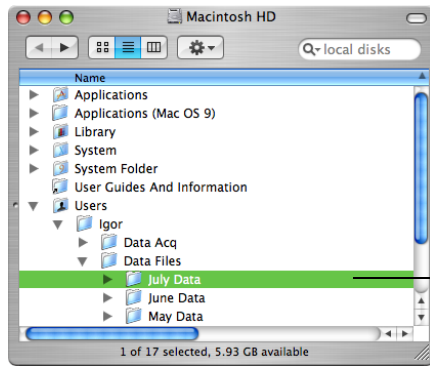 Macintosh HD
local disks
Name
Applications
Applications (Mac OS 9)
Library
System
System Folder
User Guides And Information
Users
Igor
Data Acq
Data Files
July Data
June Data
May Data
1 of 17 selected, 5.93 GB available